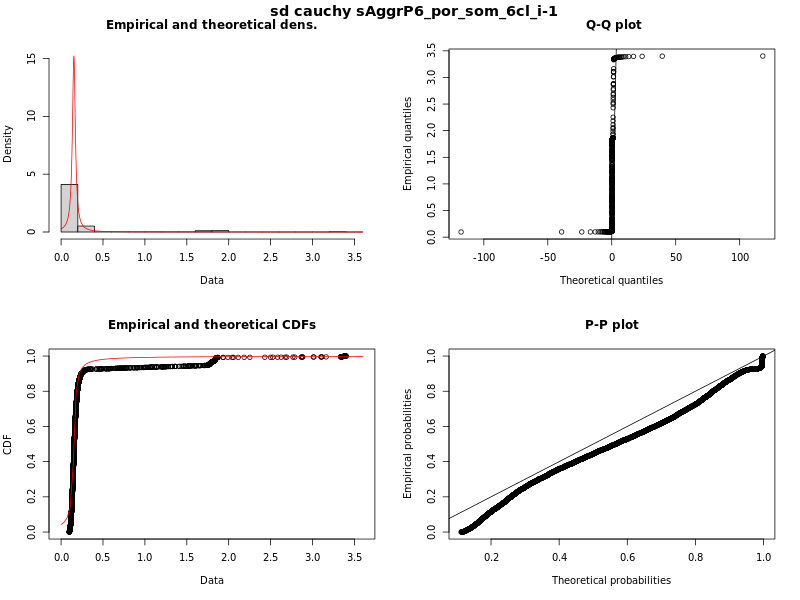 sd cauchy sAggrP6_por_som_6cl_i-1
Empirical and theoretical dens.
Density
0
5
10
15
0.0 0.5 1.0 1.5 2.0 2.5 3.0 3.5
Data
Q-Q plot
Empirical quantiles
0.0 0.5 1.0 1.5 2.0 2.5 3.0 3.5
-100 -50 0 50 100
Theoretical quantiles
Empirical and theoretical CDFs
CDF
0.0 0.2 0.4 0.6 0.8 1.0
0.0 0.5 1.0 1.5 2.0 2.5 3.0 3.5
Data
P-P plot
Empirical probabilities
0.0 0.2 0.4 0.6 0.8 1.0
0.2 0.4 0.6 0.8 1.0
Theoretical probabilities